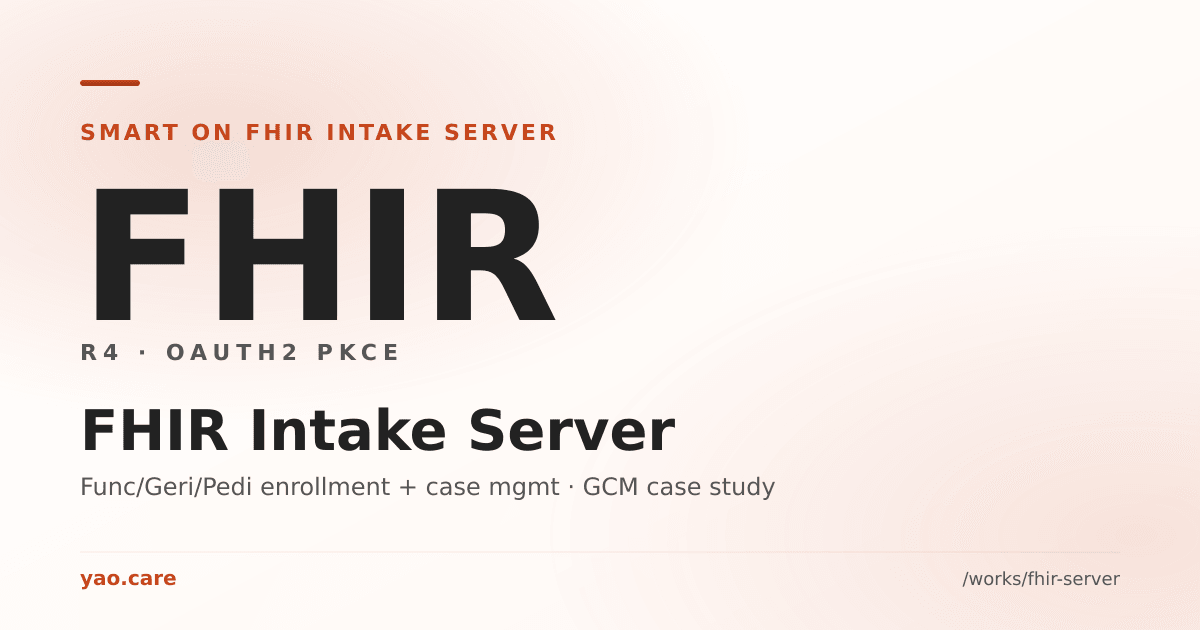 SMART ON FHIR INTAKE SERVER
FHIR
R4 · OAUTH2 PKCE
FHIR Intake Server
Func/Geri/Pedi enrollment + case mgmt · GCM case study
yao.care
/works/fhir-server